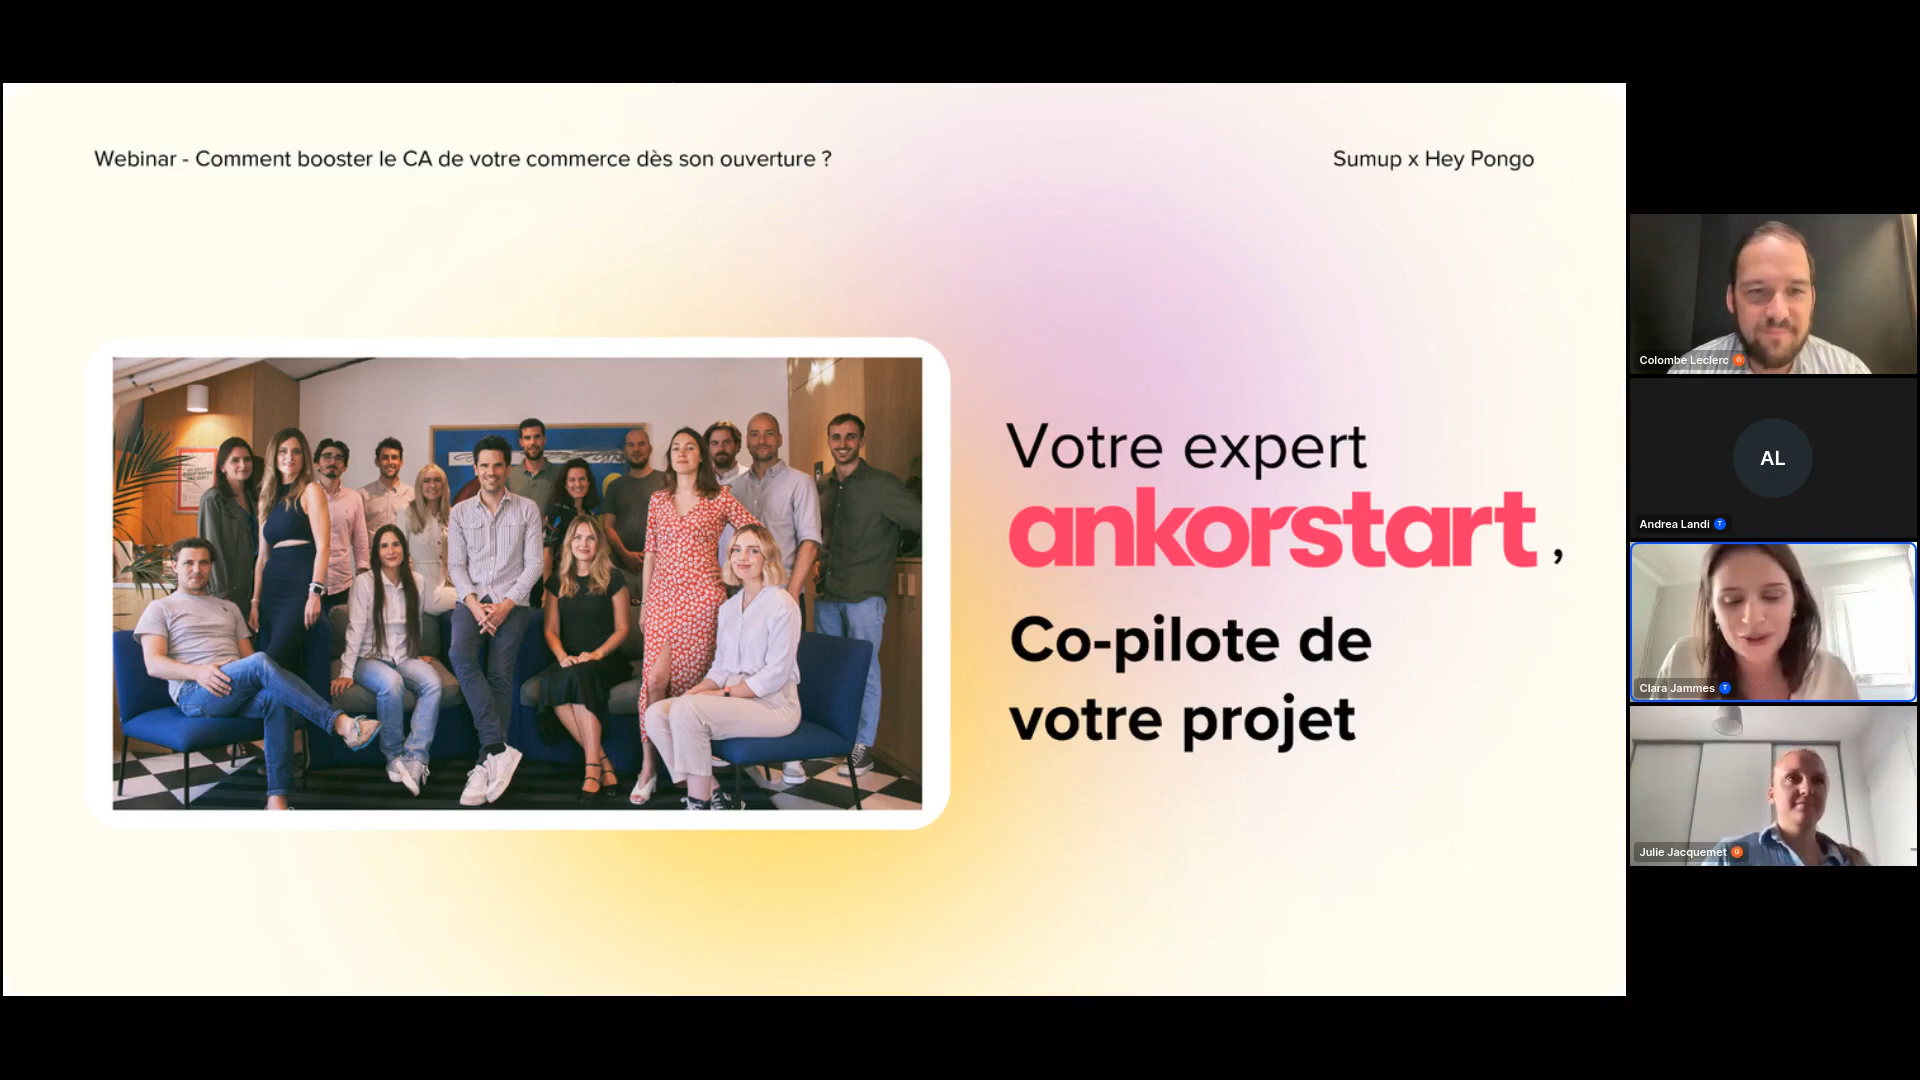 Webinar - Comment booster le CA de votre commerce dès son ouverture ?
Sumup x Hey Pongo
Votre expert
ankorstart ,
Co-pilote de
votre projet
Colombe Leclerc G
AL
Andrea Landi T
Clara Jammes T
Julie Jacquemet G